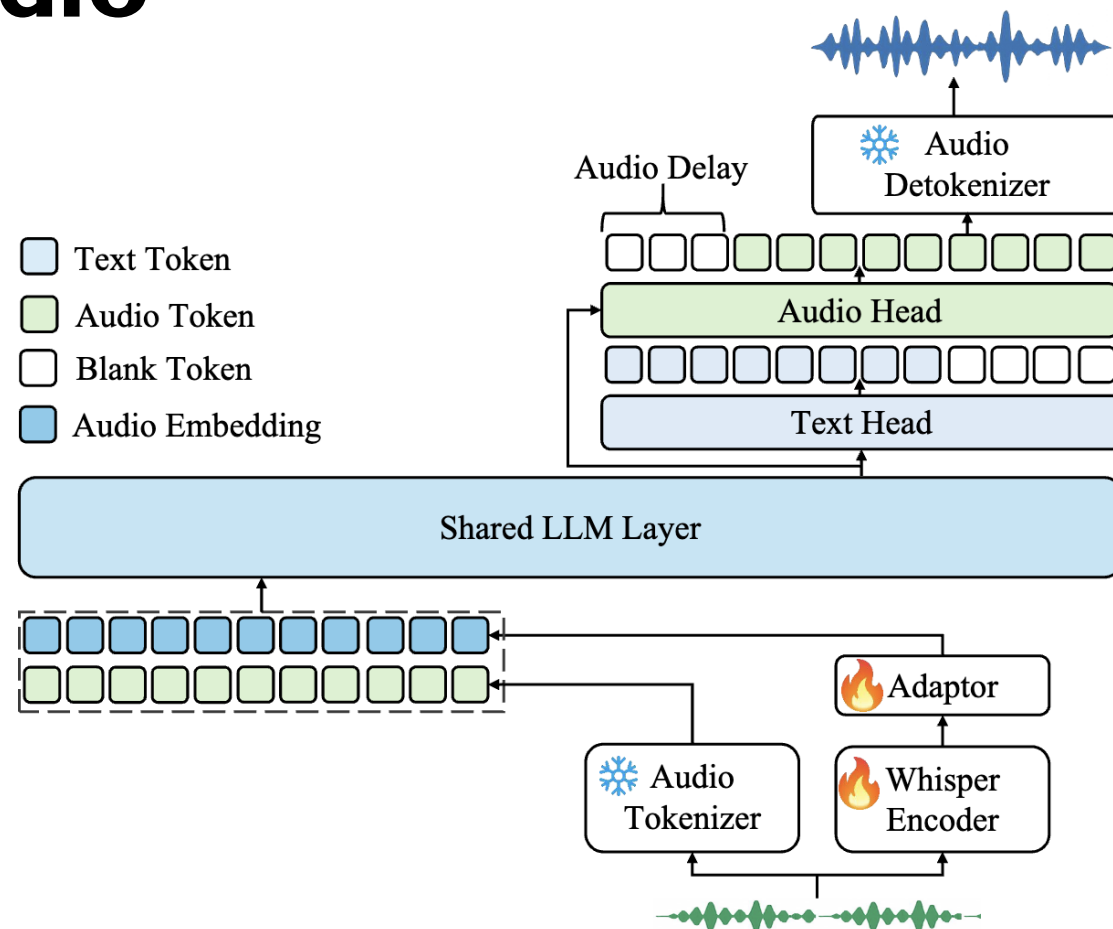 Audio Detokenizer
Audio Delay
Text Token
Audio Token
Blank Token
Audio Embedding
Audio Head
Text Head
Shared LLM Layer
Adaptor
Audio
Tokenizer
Whisper
Encoder